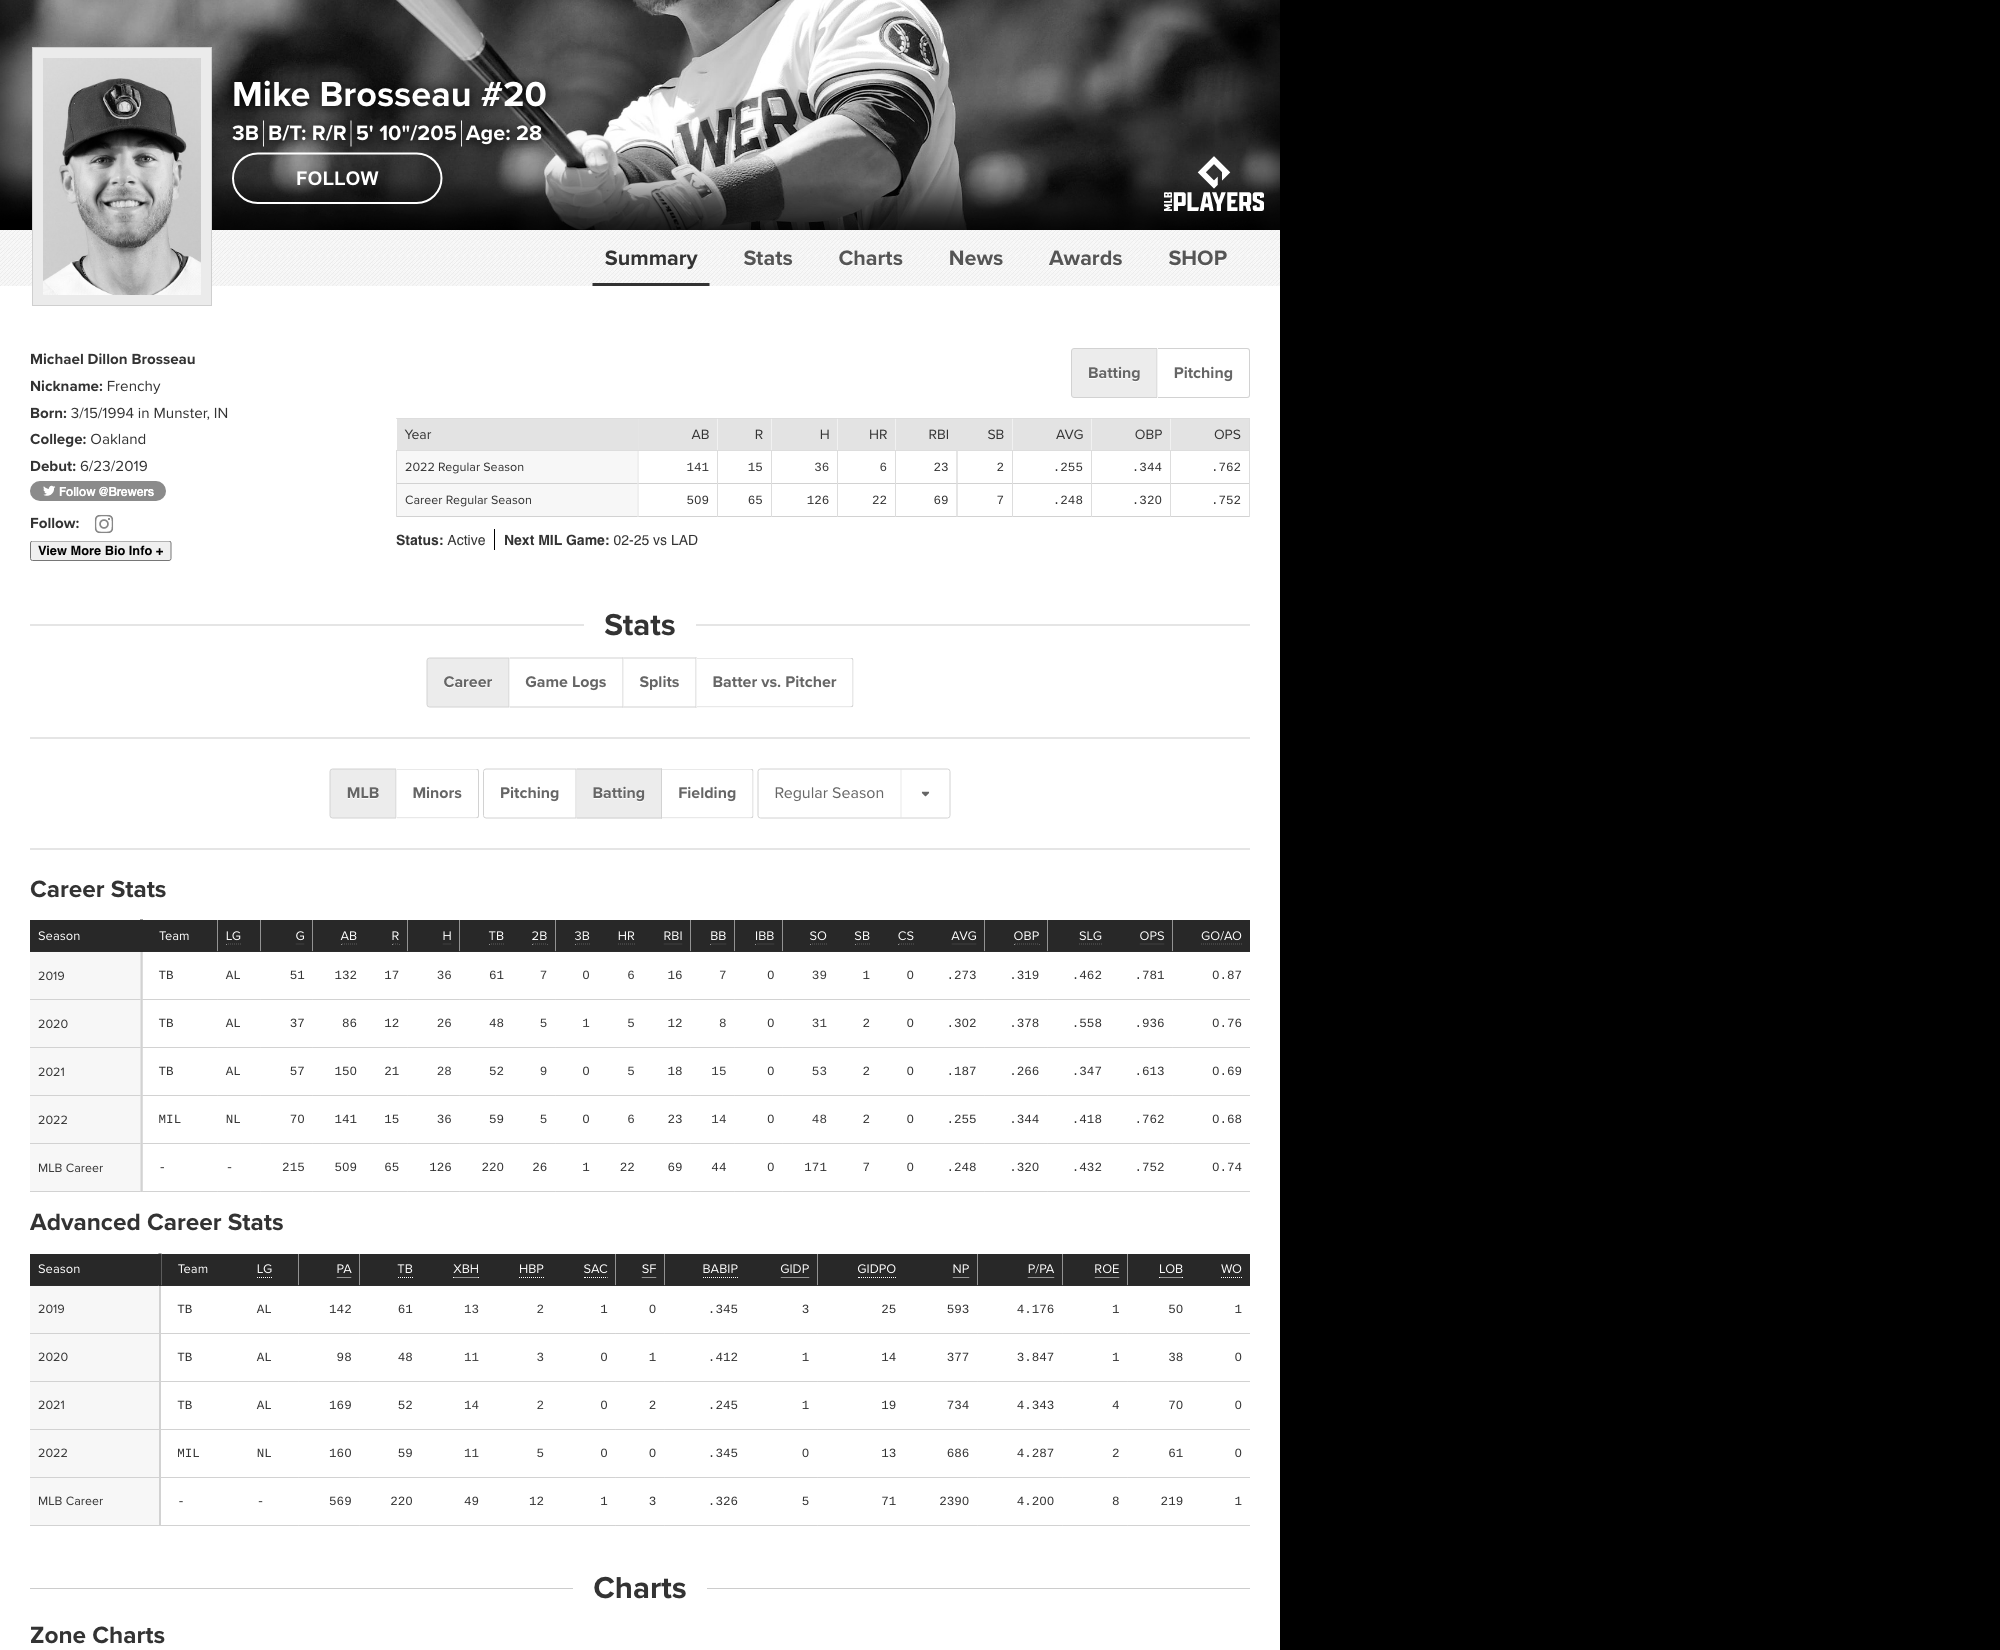 Mike Brosseau #20
3B B/T: R/R 5' 10"/205 Age: 28
FOLLOW
WERS
MLB PLAYERS
Summary Stats Charts News Awards SHOP
Michael Dillon Brosseau
Nickname: Frenchy
Born: 3/15/1994 in Munster, IN
College: Oakland
Debut: 6/23/2019
Follow @Brewers
Follow:
View More Bio Info +
Batting Pitching
Year AB R H HR RBI SB AVG OBP OPS
2022 Regular Season 141 15 36 6 23 2 .255 .344 .762
Career Regular Season 509 65 126 22 69 7 .248 .320 .752
Status: Active Next MIL Game: 02-25 vs LAD
Stats
Career Game Logs Splits Batter vs. Pitcher
MLB Minors Pitching Batting Fielding Regular Season
Career Stats
Season Team LG G AB R H TB 2B 3B HR RBI BB IBB SO SB CS AVG OBP SLG OPS GO/AO
2019 TB AL 51 132 17 36 61 7 0 6 16 7 0 39 1 0 .273 .319 .462 .781 0.87
2020 TB AL 37 86 12 26 48 5 1 5 12 8 0 31 2 0 .302 .378 .558 .936 0.76
2021 TB AL 57 150 21 28 52 9 0 5 18 15 0 53 2 0 .187 .266 .347 .613 0.69
2022 MIL NL 70 141 15 36 59 5 0 6 23 14 0 48 2 0 .255 .344 .418 .762 0.68
MLB Career - - 215 509 65 126 220 26 1 22 69 44 0 171 7 0 .248 .320 .432 .752 0.74
Advanced Career Stats
Season Team LG PA TB XBH HBP SAC SF BABIP GIDP GIDPO NP P/PA ROE LOB WO
2019 TB AL 142 61 13 2 1 0 .345 3 25 593 4.176 1 50 1
2020 TB AL 98 48 11 3 0 1 .412 1 14 377 3.847 1 38 0
2021 TB AL 169 52 14 2 0 2 .245 1 19 734 4.343 4 70 0
2022 MIL NL 160 59 11 5 0 0 .345 0 13 686 4.287 2 61 0
MLB Career - - 569 220 49 12 1 3 .326 5 71 2390 4.200 8 219 1
Charts
Zone Charts